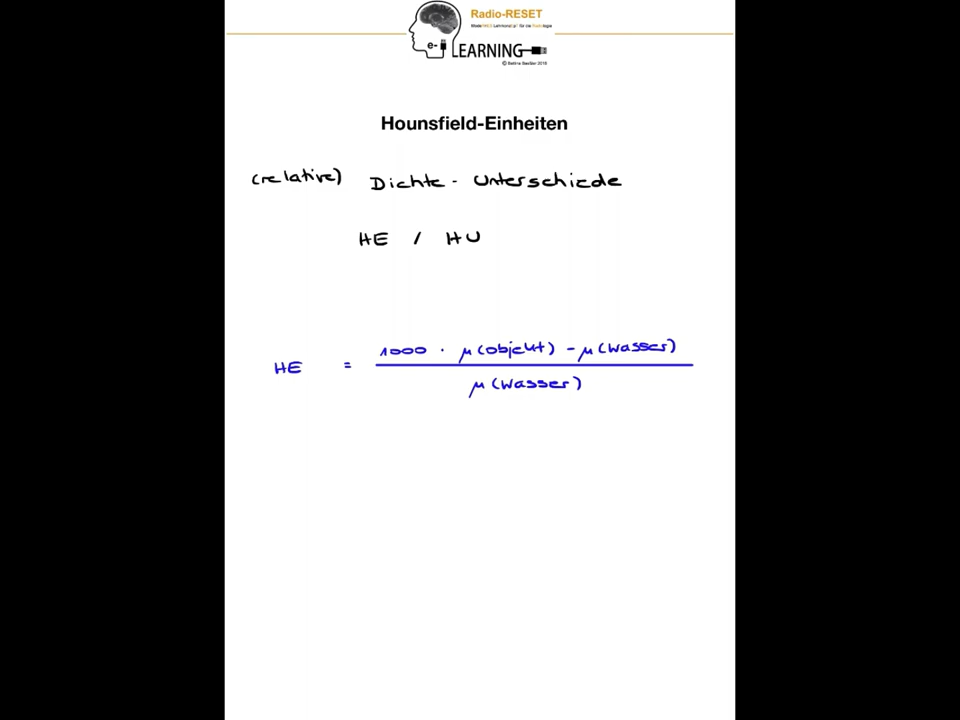 Radio-RESET
e-LEARNING
Hounsfield-Einheiten
(relative) Dichte-Unterschiede
HE / HU
HE = 1000 · μ(objekt) - μ(wasser)
μ(wasser)